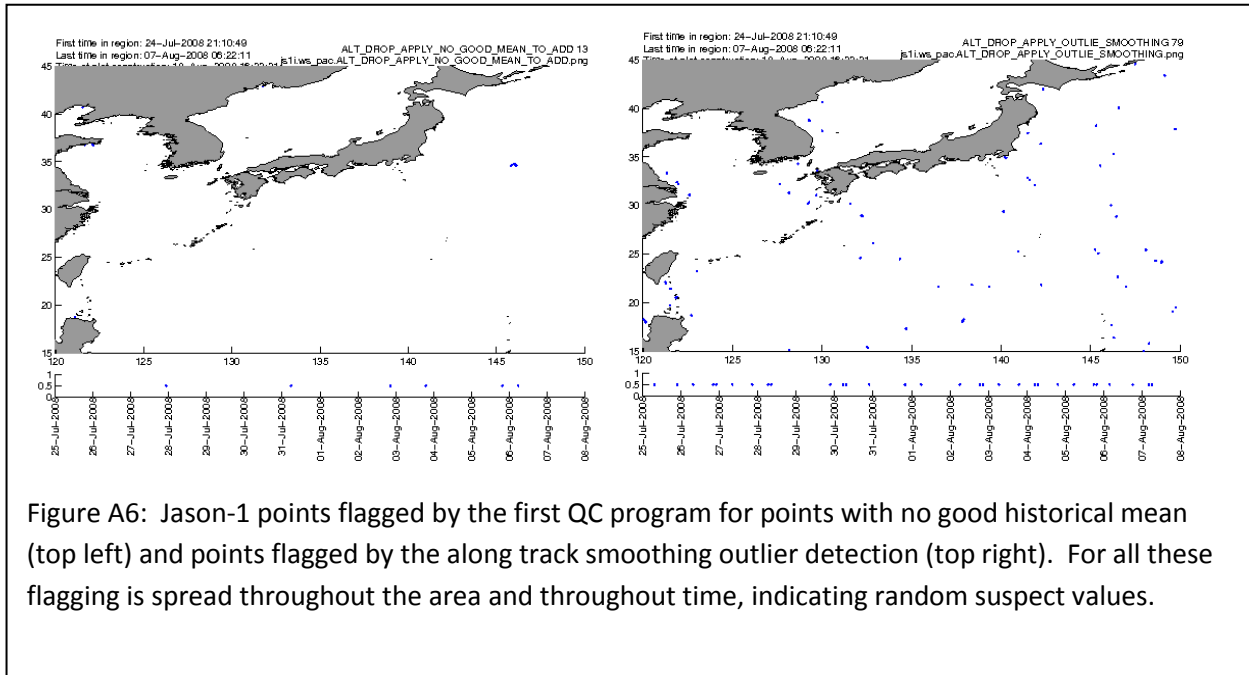 First time in region: 24-Jul-2008 21:10:49
Last time in region: 07-Aug-2008 06:22:11
ALT_DROP_APPLY_NO_GOOD_MEAN_TO_ADD 13
js1i.ws_pac.ALT_DROP_APPLY_NO_GOOD_MEAN_TO_ADD.png
45
40
35
30
25
20
15
120 125 130 135 140 145 150
1
0.5
0
25-Jul-2008 26-Jul-2008 27-Jul-2008 28-Jul-2008 29-Jul-2008 30-Jul-2008 31-Jul-2008 01-Aug-2008 02-Aug-2008 03-Aug-2008 04-Aug-2008 05-Aug-2008 06-Aug-2008 07-Aug-2008 08-Aug-2008
First time in region: 24-Jul-2008 21:10:49
Last time in region: 07-Aug-2008 06:22:11
ALT_DROP_APPLY_OUTLIE_SMOOTHING 79
js1i.ws_pac.ALT_DROP_APPLY_OUTLIE_SMOOTHING.png
45
40
35
30
25
20
15
120 125 130 135 140 145 150
1
0.5
0
25-Jul-2008 26-Jul-2008 27-Jul-2008 28-Jul-2008 29-Jul-2008 30-Jul-2008 31-Jul-2008 01-Aug-2008 02-Aug-2008 03-Aug-2008 04-Aug-2008 05-Aug-2008 06-Aug-2008 07-Aug-2008 08-Aug-2008
Figure A6: Jason-1 points flagged by the first QC program for points with no good historical mean
(top left) and points flagged by the along track smoothing outlier detection (top right). For all these
flagging is spread throughout the area and throughout time, indicating random suspect values.